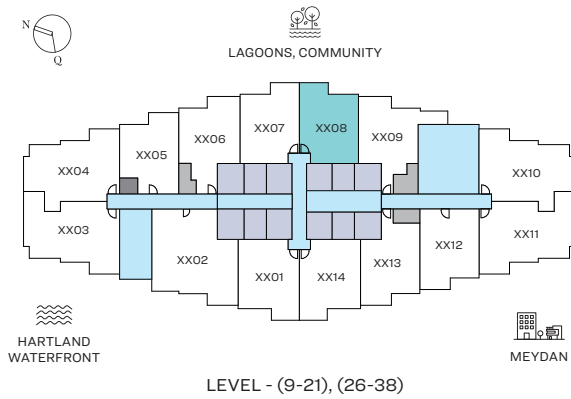 N
Q
LAGOONS, COMMUNITY
XX07
XX08
XX06
XX09
XX05
XX04
XX10
XX03
XX11
XX02
XX12
XX01
XX14
XX13
HARTLAND
WATERFRONT
MEYDAN
LEVEL - (9-21), (26-38)